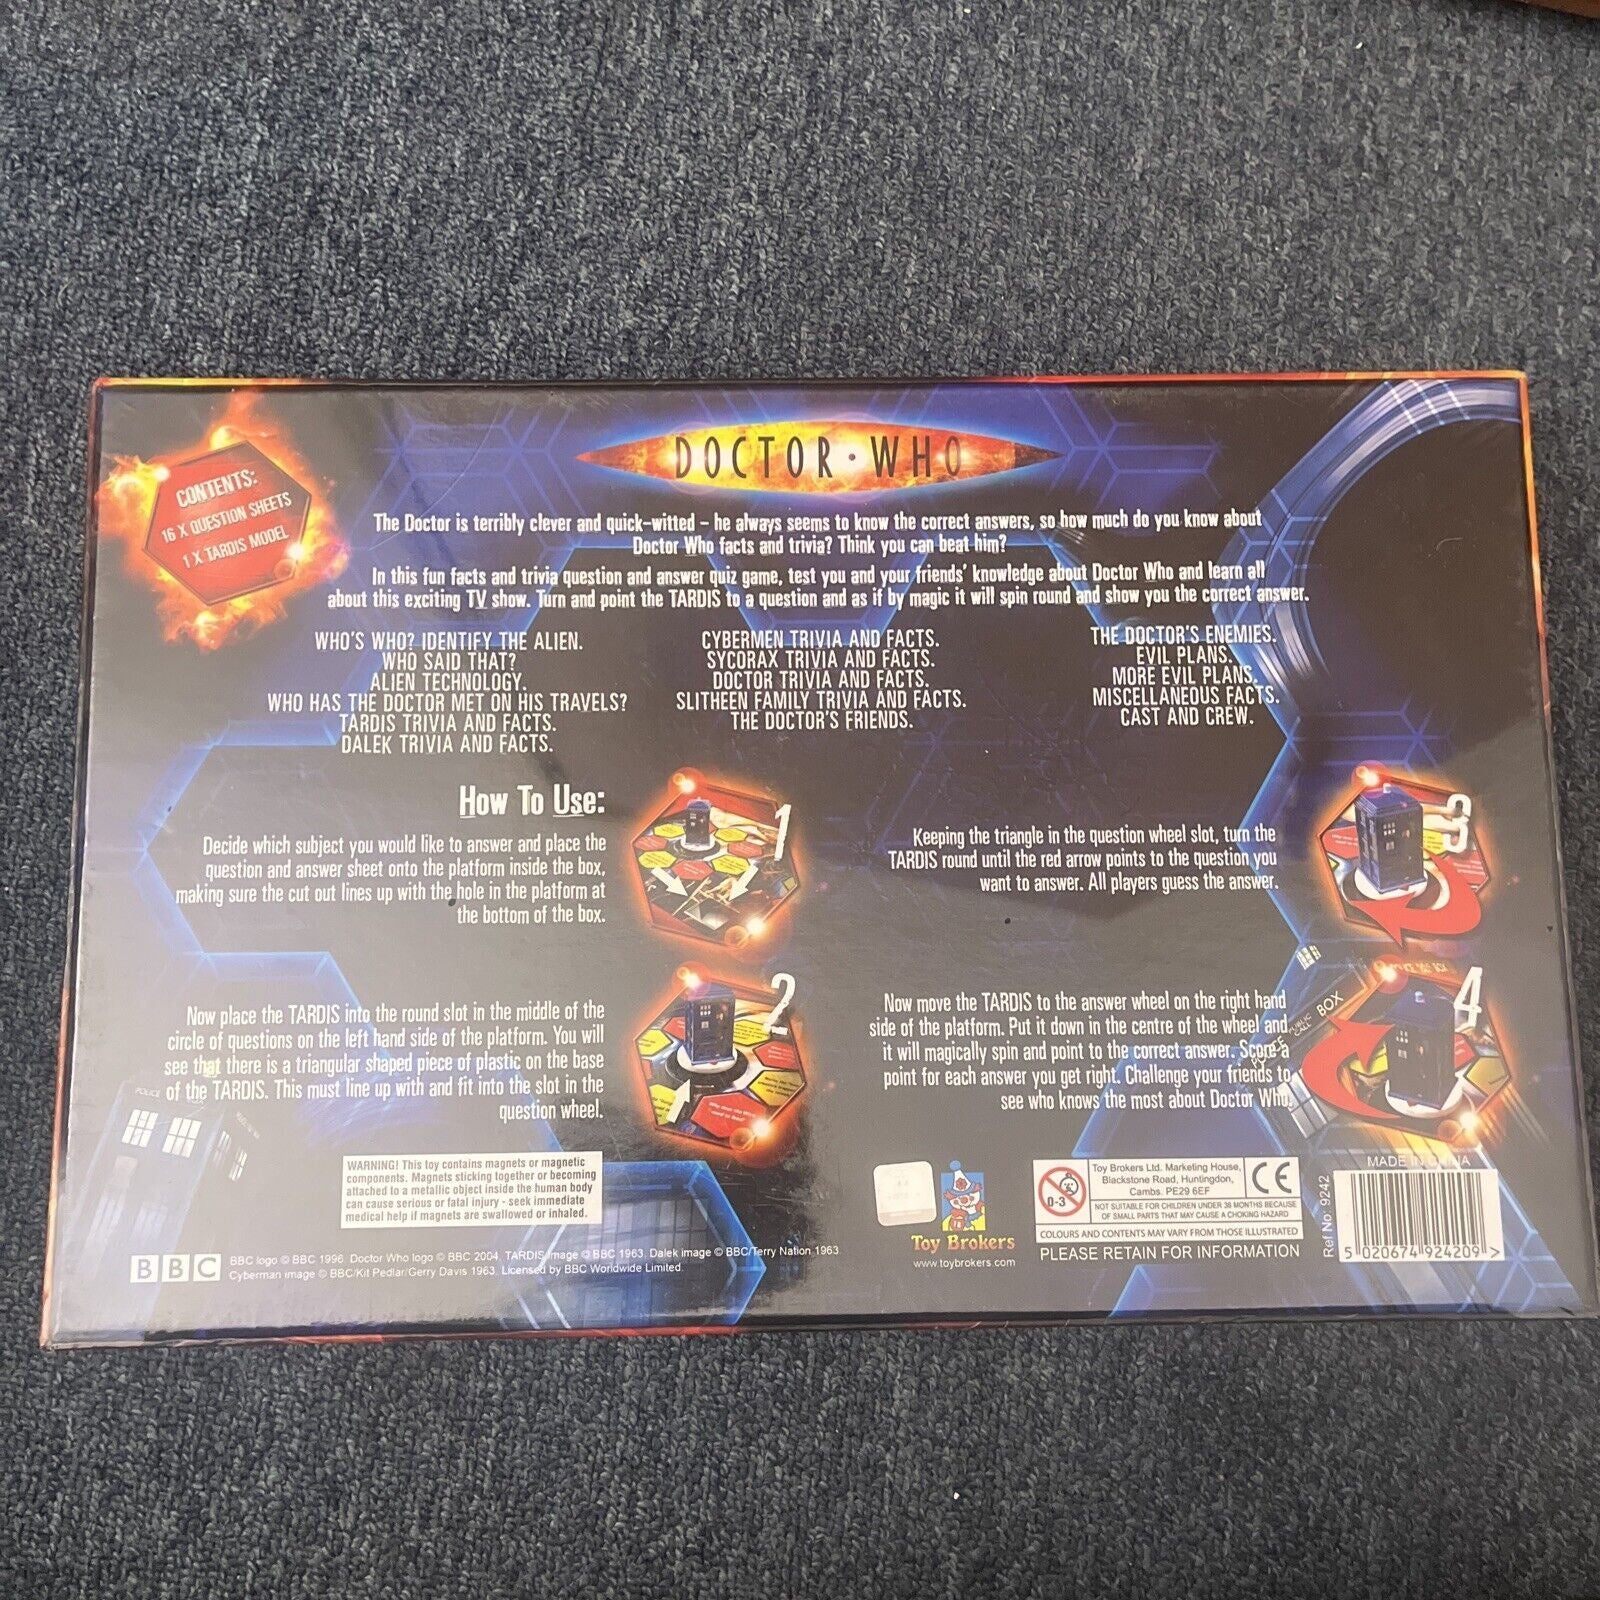 DOCTOR · WHO
CONTENTS:
16 X QUESTION SHEETS
1 X TARDIS MODEL
The Doctor is terribly clever and quick-witted – he always seems to know the correct answers, so how much do you know about
Doctor Who facts and trivia? Think you can beat him?
In this fun facts and trivia question and answer quiz game, test you and your friends' knowledge about Doctor Who and learn all
about this exciting TV show. Turn and point the TARDIS to a question and as if by magic it will spin round and show you the correct answer.
WHO'S WHO? IDENTIFY THE ALIEN.
WHO SAID THAT?
ALIEN TECHNOLOGY.
WHO HAS THE DOCTOR MET ON HIS TRAVELS?
TARDIS TRIVIA AND FACTS.
DALEK TRIVIA AND FACTS.
CYBERMEN TRIVIA AND FACTS.
SYCORAX TRIVIA AND FACTS.
DOCTOR TRIVIA AND FACTS.
SLITHEEN FAMILY TRIVIA AND FACTS.
THE DOCTOR'S FRIENDS.
THE DOCTOR'S ENEMIES.
EVIL PLANS.
MORE EVIL PLANS.
MISCELLANEOUS FACTS.
CAST AND CREW.
How To Use:
Decide which subject you would like to answer and place the
question and answer sheet onto the platform inside the box,
making sure the cut out lines up with the hole in the platform at
the bottom of the box.
1
Now place the TARDIS into the round slot in the middle of the
circle of questions on the left hand side of the platform. You will
see that there is a triangular shaped piece of plastic on the base
of the TARDIS. This must line up with and fit into the slot in the
question wheel.
2
Keeping the triangle in the question wheel slot, turn the
TARDIS round until the red arrow points to the question you
want to answer. All players guess the answer.
3
Now move the TARDIS to the answer wheel on the right hand
side of the platform. Put it down in the centre of the wheel and
it will magically spin and point to the correct answer. Score a
point for each answer you get right. Challenge your friends to
see who knows the most about Doctor Who.
4
POLICE PUBLIC CALL BOX
POLICE
WARNING! This toy contains magnets or magnetic
components. Magnets sticking together or becoming
attached to a metallic object inside the human body
can cause serious or fatal injury - seek immediate
medical help if magnets are swallowed or inhaled.
BBC
BBC logo © BBC 1996. Doctor Who logo © BBC 2004. TARDIS image © BBC 1963. Dalek image © BBC/Terry Nation 1963.
Cyberman image © BBC/Kit Pedlar/Gerry Davis 1963. Licensed by BBC Worldwide Limited.
Toy Brokers
www.toybrokers.com
0-3
Toy Brokers Ltd. Marketing House,
Blackstone Road, Huntingdon,
Cambs. PE29 6EF
CE
NOT SUITABLE FOR CHILDREN UNDER 36 MONTHS BECAUSE
OF SMALL PARTS THAT MAY CAUSE A CHOKING HAZARD
COLOURS AND CONTENTS MAY VARY FROM THOSE ILLUSTRATED
PLEASE RETAIN FOR INFORMATION
Ref No: 9242
MADE IN CHINA
5 020674 924209 >